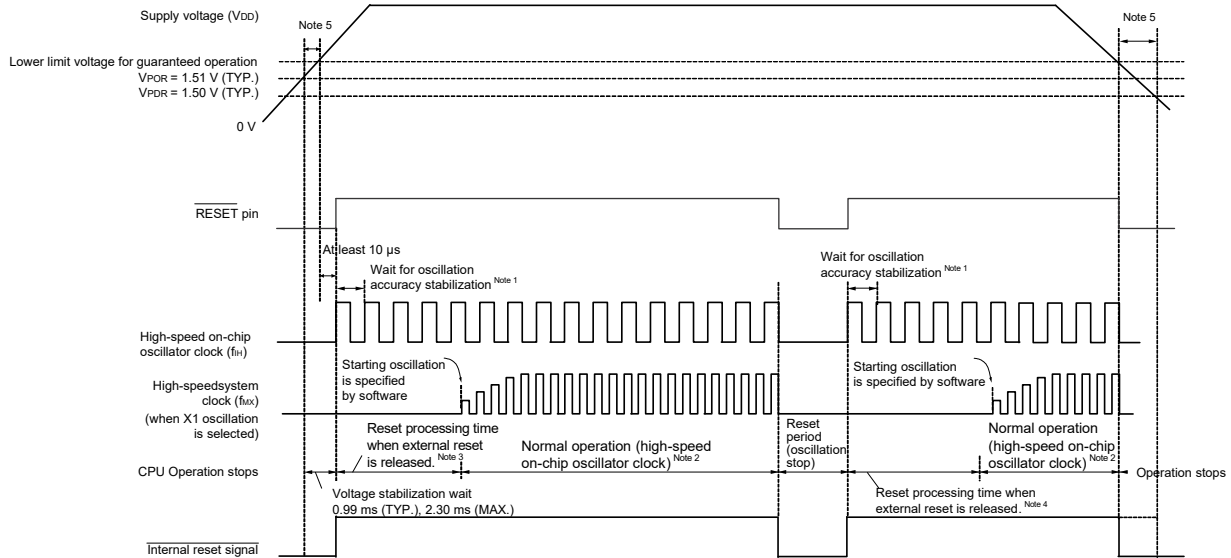 Supply voltage (VDD)
Note 5
Note 5
Lower limit voltage for guaranteed operation
VPOR = 1.51 V (TYP.)
VPDR = 1.50 V (TYP.)
0 V
RESET pin
At least 10 µs
Wait for oscillation
accuracy stabilization Note 1
Wait for oscillation
accuracy stabilization Note 1
High-speed on-chip
oscillator clock (fIH)
Starting oscillation
is specified
by software
Starting oscillation
is specified by software
High-speedsystem
clock (fMX)
(when X1 oscillation
is selected)
Reset processing time
when external reset
is released. Note 3
Normal operation (high-speed
on-chip oscillator clock) Note 2
Reset
period
(oscillation
stop)
Normal operation
(high-speed on-chip
oscillator clock) Note 2
CPU Operation stops
Operation stops
Voltage stabilization wait
0.99 ms (TYP.), 2.30 ms (MAX.)
Reset processing time when
external reset is released. Note 4
Internal reset signal